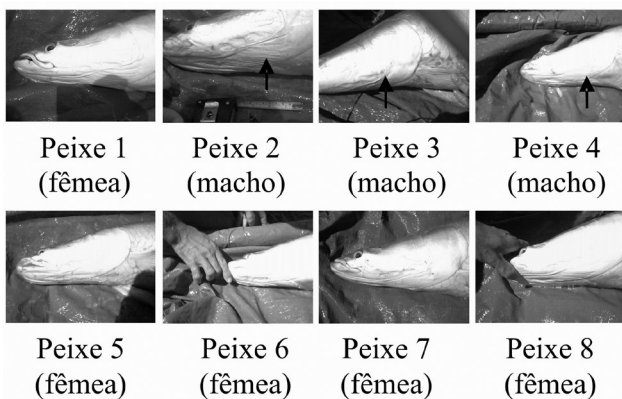 Peixe 1 Peixe 2 Peixe 3 Peixe 4
(fêmea) (macho) (macho) (macho)
Peixe 5 Peixe 6 Peixe 7 Peixe 8
(fêmea) (fêmea) (fêmea) (fêmea)